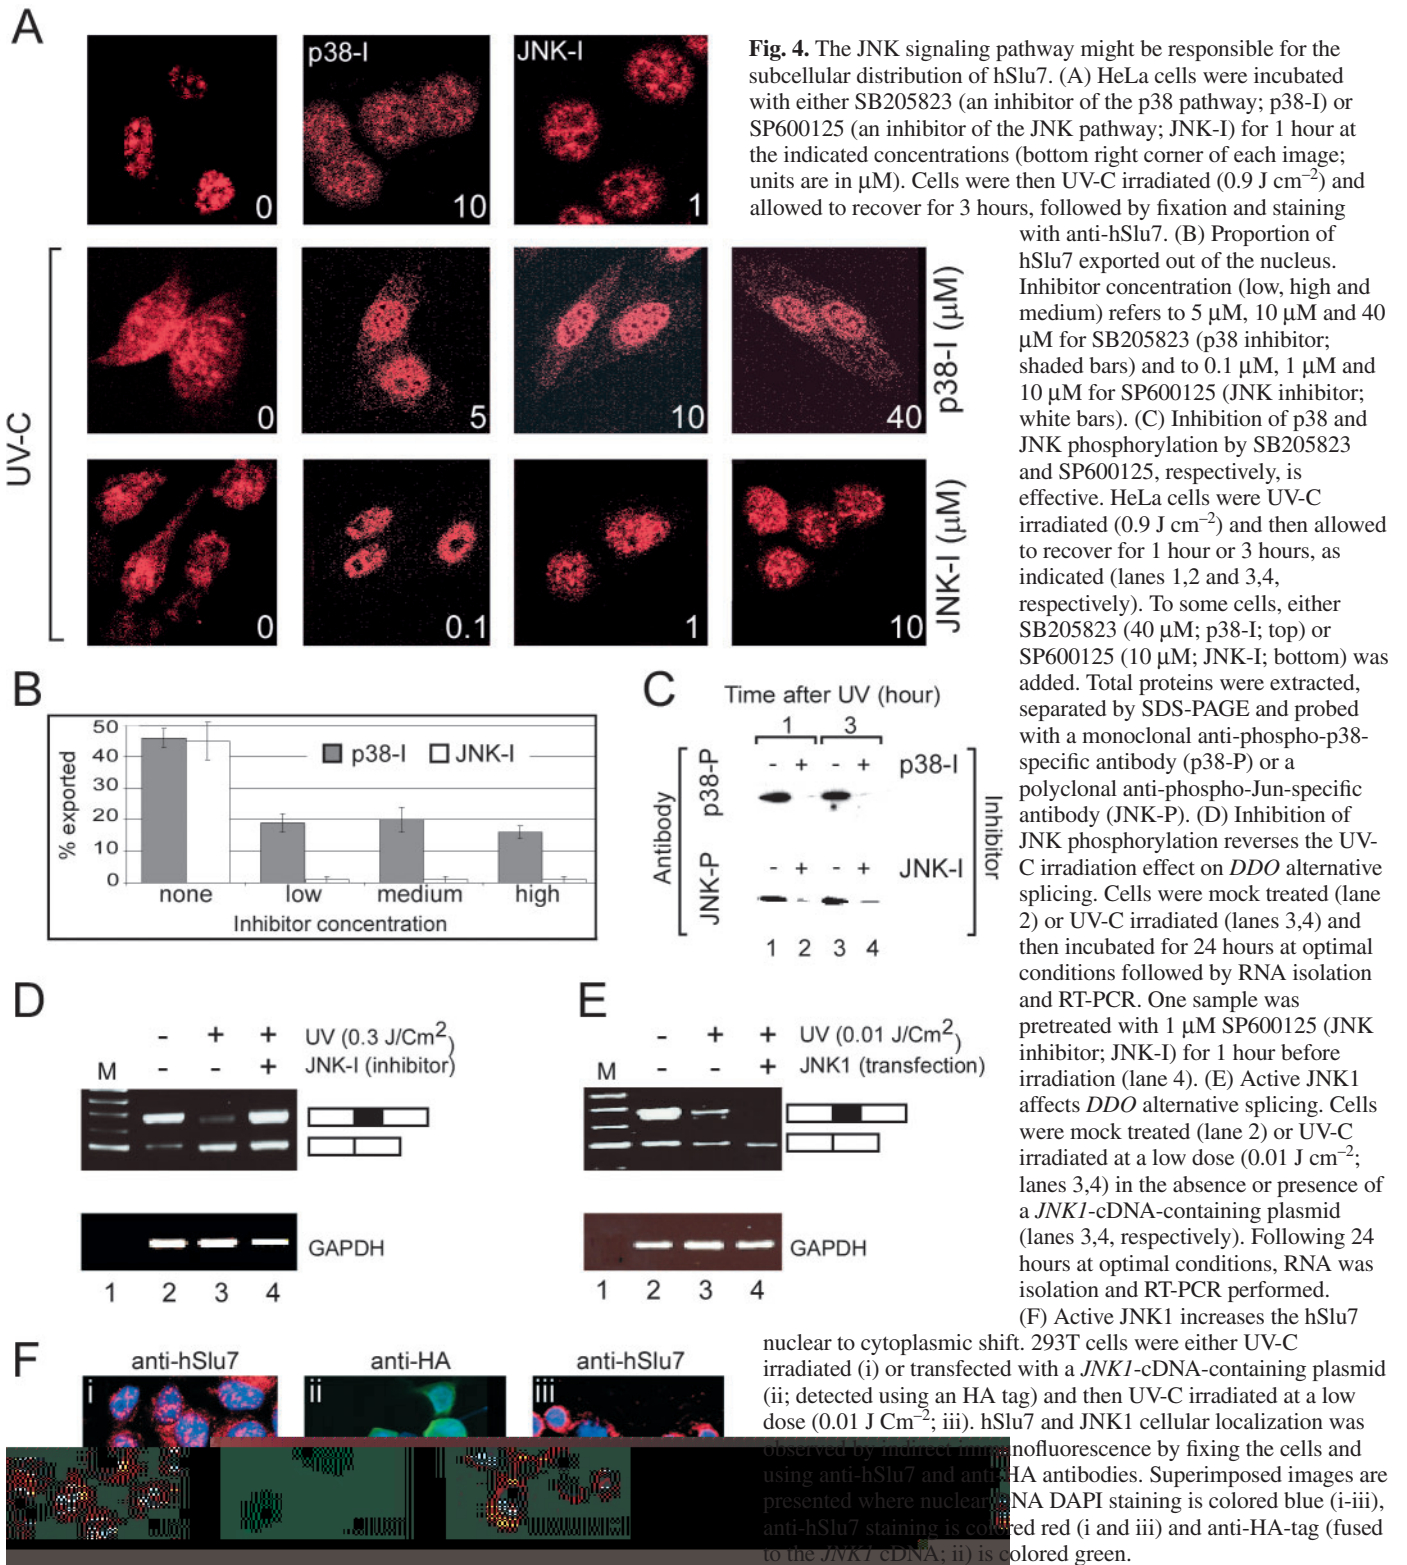 A
p38-I
JNK-I
0
10
1
UV-C
0
5
10
40
p38-I (μM)
0
0.1
1
10
JNK-I (μM)
B
50
40
30
20
10
0
% exported
p38-I
JNK-I
none
low
medium
high
Inhibitor concentration
C
Time after UV (hour)
1
3
- + - +
p38-I
p38-P
Antibody
Inhibitor
- + - +
JNK-I
JNK-P
1 2 3 4
D
- + + UV (0.3 J/Cm2)
M - - + JNK-I (inhibitor)
GAPDH
1 2 3 4
E
- + + UV (0.01 J/Cm2)
M - - + JNK1 (transfection)
GAPDH
1 2 3 4
F
anti-hSlu7
anti-HA
anti-hSlu7
i
ii
iii
Fig. 4. The JNK signaling pathway might be responsible for the
subcellular distribution of hSlu7. (A) HeLa cells were incubated
with either SB205823 (an inhibitor of the p38 pathway; p38-I) or
SP600125 (an inhibitor of the JNK pathway; JNK-I) for 1 hour at
the indicated concentrations (bottom right corner of each image;
units are in μM). Cells were then UV-C irradiated (0.9 J cm–2) and
allowed to recover for 3 hours, followed by fixation and staining
with anti-hSlu7. (B) Proportion of
hSlu7 exported out of the nucleus.
Inhibitor concentration (low, high and
medium) refers to 5 μM, 10 μM and 40
μM for SB205823 (p38 inhibitor;
shaded bars) and to 0.1 μM, 1 μM and
10 μM for SP600125 (JNK inhibitor;
white bars). (C) Inhibition of p38 and
JNK phosphorylation by SB205823
and SP600125, respectively, is
effective. HeLa cells were UV-C
irradiated (0.9 J cm–2) and then allowed
to recover for 1 hour or 3 hours, as
indicated (lanes 1,2 and 3,4,
respectively). To some cells, either
SB205823 (40 μM; p38-I; top) or
SP600125 (10 μM; JNK-I; bottom) was
added. Total proteins were extracted,
separated by SDS-PAGE and probed
with a monoclonal anti-phospho-p38-
specific antibody (p38-P) or a
polyclonal anti-phospho-Jun-specific
antibody (JNK-P). (D) Inhibition of
JNK phosphorylation reverses the UV-
C irradiation effect on DDO alternative
splicing. Cells were mock treated (lane
2) or UV-C irradiated (lanes 3,4) and
then incubated for 24 hours at optimal
conditions followed by RNA isolation
and RT-PCR. One sample was
pretreated with 1 μM SP600125 (JNK
inhibitor; JNK-I) for 1 hour before
irradiation (lane 4). (E) Active JNK1
affects DDO alternative splicing. Cells
were mock treated (lane 2) or UV-C
irradiated at a low dose (0.01 J cm–2;
lanes 3,4) in the absence or presence of
a JNK1-cDNA-containing plasmid
(lanes 3,4, respectively). Following 24
hours at optimal conditions, RNA was
isolation and RT-PCR performed.
(F) Active JNK1 increases the hSlu7
nuclear to cytoplasmic shift. 293T cells were either UV-C
irradiated (i) or transfected with a JNK1-cDNA-containing plasmid
(ii; detected using an HA tag) and then UV-C irradiated at a low
dose (0.01 J Cm–2; iii). hSlu7 and JNK1 cellular localization was
observed by indirect immunofluorescence by fixing the cells and
using anti-hSlu7 and anti-HA antibodies. Superimposed images are
presented where nuclear DNA DAPI staining is colored blue (i-iii),
anti-hSlu7 staining is colored red (i and iii) and anti-HA-tag (fused
to the JNK1 cDNA; ii) is colored green.